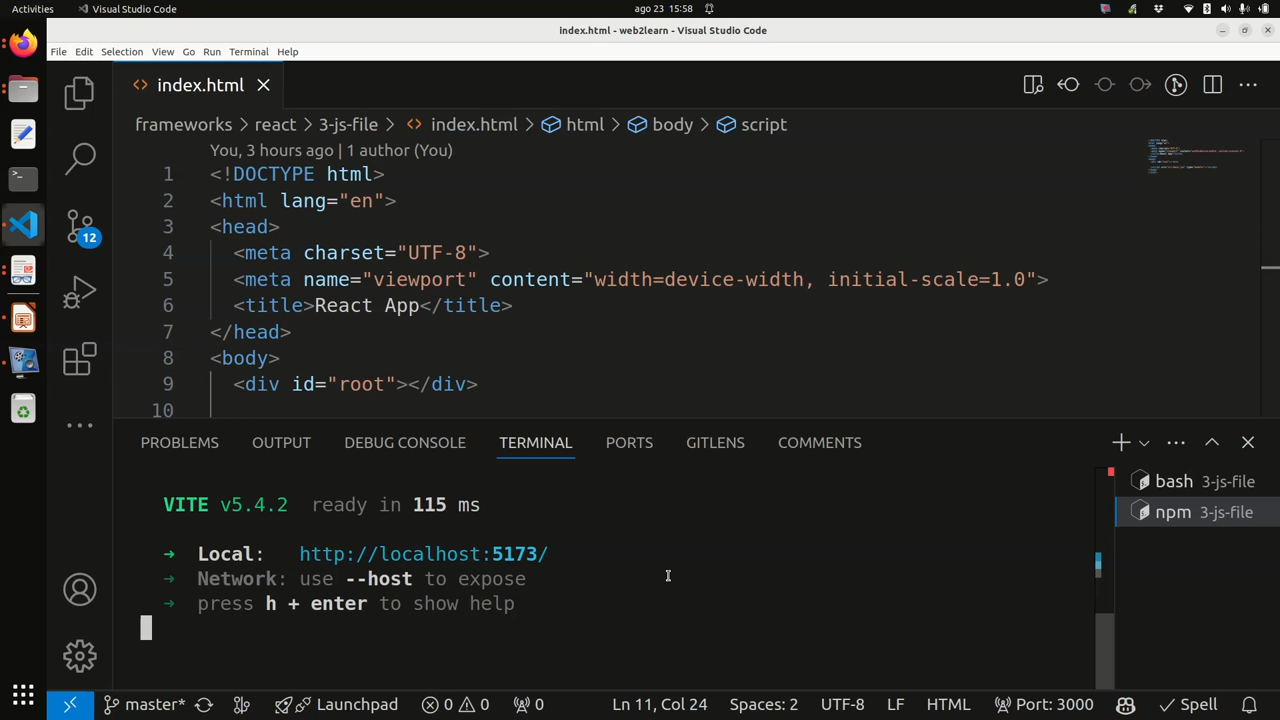 Activities
Visual Studio Code
ago 23 15:58
index.html - web2learn - Visual Studio Code
File Edit Selection View Go Run Terminal Help
index.html
frameworks > react > 3-js-file > index.html > html > body > script
You, 3 hours ago | 1 author (You)
1 <!DOCTYPE html>
2 <html lang="en">
3 <head>
4 <meta charset="UTF-8">
5 <meta name="viewport" content="width=device-width, initial-scale=1.0">
6 <title>React App</title>
7 </head>
8 <body>
9 <div id="root"></div>
10
12
PROBLEMS OUTPUT DEBUG CONSOLE TERMINAL PORTS GITLENS COMMENTS
bash 3-js-file
npm 3-js-file
VITE v5.4.2 ready in 115 ms
➜ Local: http://localhost:5173/
➜ Network: use --host to expose
➜ press h + enter to show help
master* Launchpad 0 0 0 Ln 11, Col 24 Spaces: 2 UTF-8 LF HTML Port: 3000 Spell